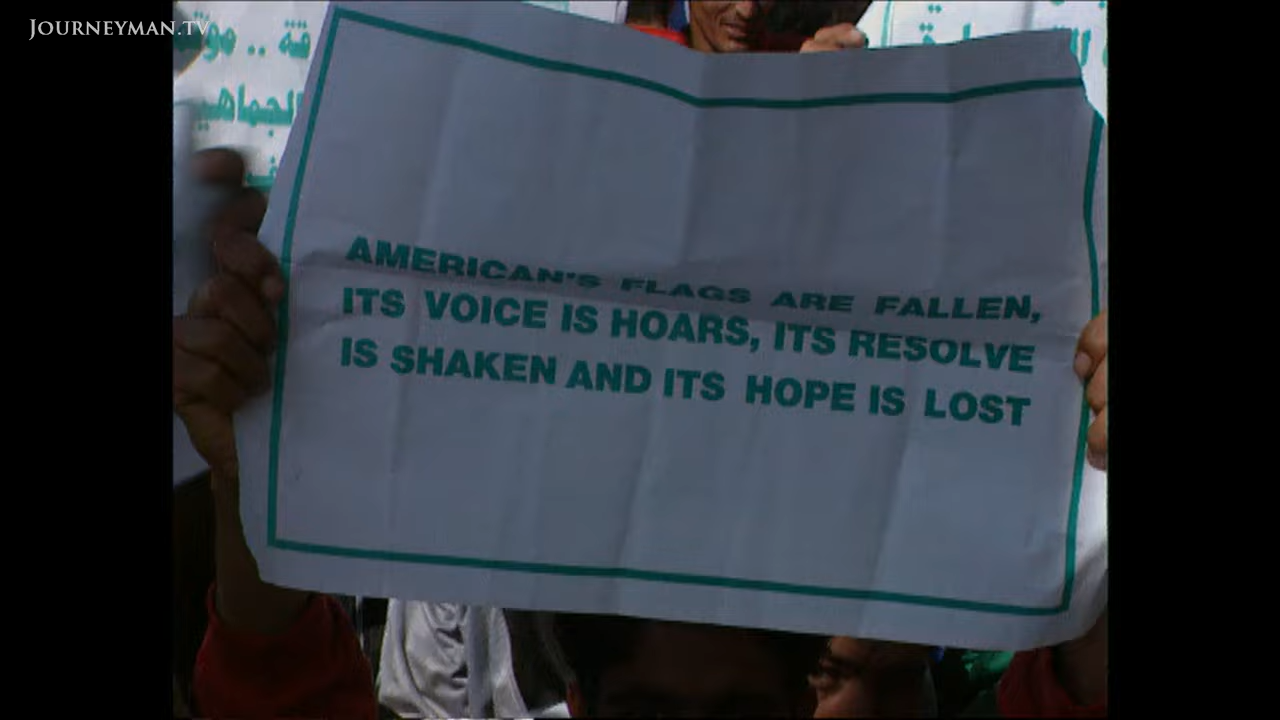 JOURNEYMAN.TV
الجماهير
AMERICAN'S FLAGS ARE FALLEN,
ITS VOICE IS HOARS, ITS RESOLVE
IS SHAKEN AND ITS HOPE IS LOST